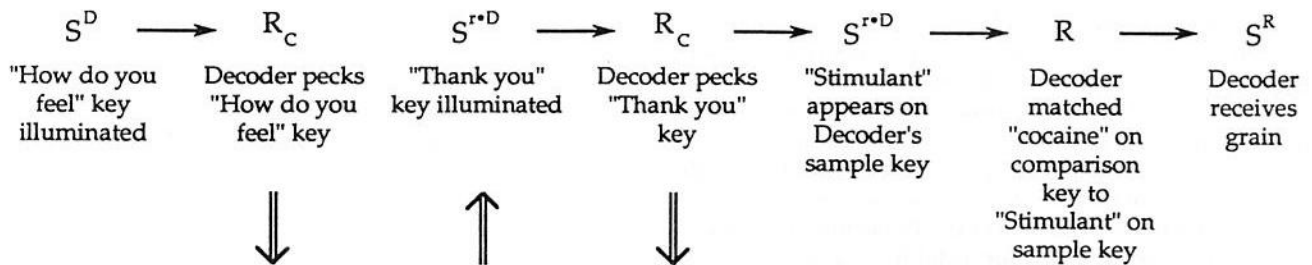 S^D → R_C S^r•D → R_C → S^r•D → R → S^R
"How do you feel" key illuminated
Decoder pecks "How do you feel" key
"Thank you" key illuminated
Decoder pecks "Thank you" key
"Stimulant" appears on Decoder's sample key
Decoder matched "cocaine" on comparison key to "Stimulant" on sample key
Decoder receives grain